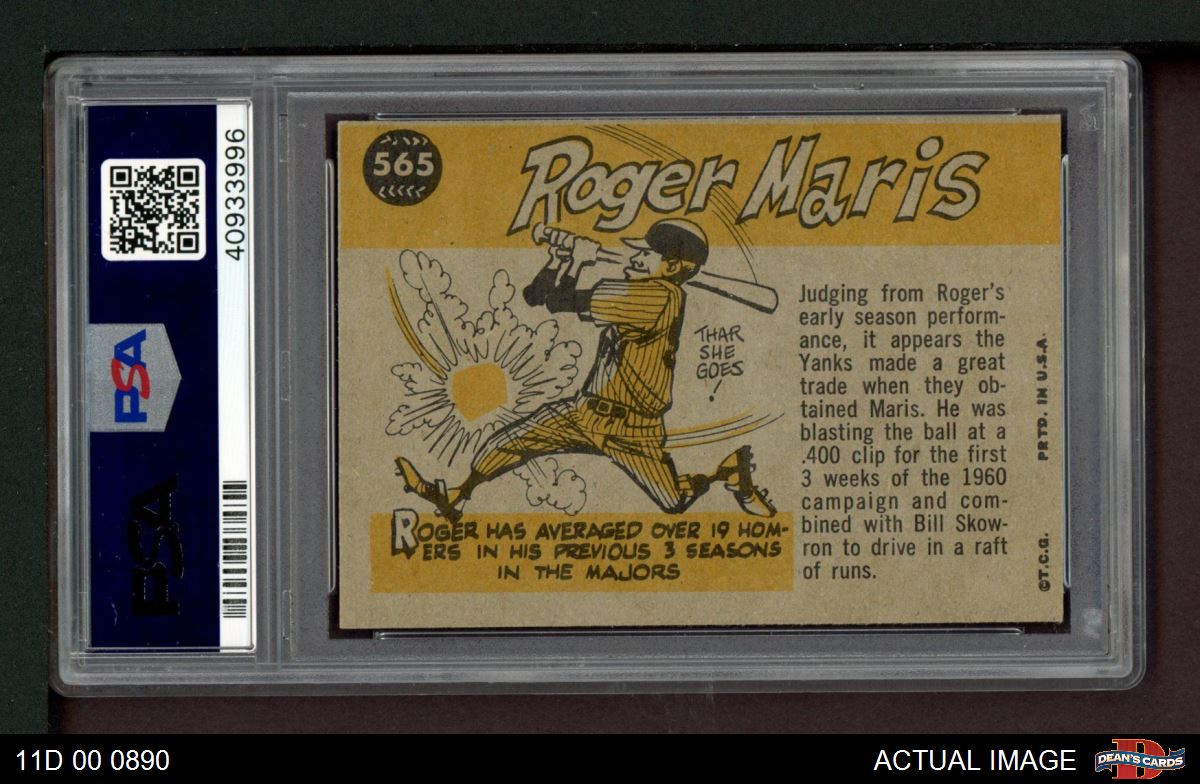 40933996
PSA
PSA
565
Roger Maris
THAR
SHE
GOES
!
Judging from Roger's
early season perform-
ance, it appears the
Yanks made a great
trade when they ob-
tained Maris. He was
blasting the ball at a
.400 clip for the first
3 weeks of the 1960
campaign and com-
bined with Bill Skow-
ron to drive in a raft
of runs.
ROGER HAS AVERAGED OVER 19 HOM-
ERS IN HIS PREVIOUS 3 SEASONS
IN THE MAJORS
©T.C.G. PRTD. IN U.S.A.
11D 00 0890
ACTUAL IMAGE
D
DEAN'S CARDS